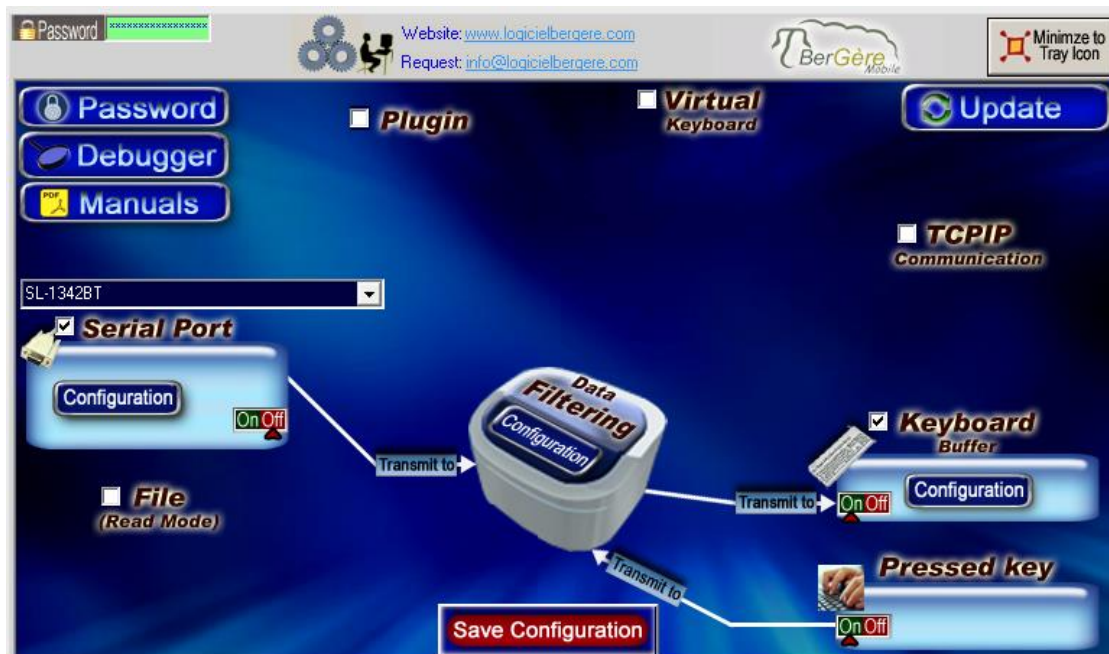 Password ******************
Website: www.logicielbergere.com
Request: info@logicielbergere.com
BerGère
Mobile
Minimze to
Tray Icon
Password
Debugger
PDF
Manuals
Plugin
Virtual
Keyboard
Update
TCPIP
Communication
SL-1342BT
Serial Port
Configuration
On Off
Data
Filtering
Configuration
Transmit to
File
(Read Mode)
Keyboard
Buffer
Configuration
Transmit to
On Off
Transmit to
Pressed key
On Off
Save Configuration